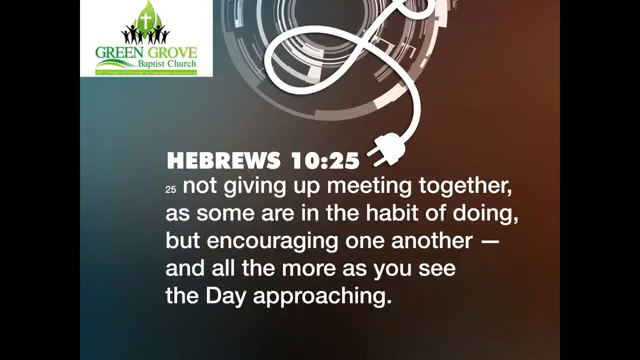 GREEN GROVE
Baptist Church
HEBREWS 10:25
25 not giving up meeting together,
as some are in the habit of doing,
but encouraging one another —
and all the more as you see
the Day approaching.